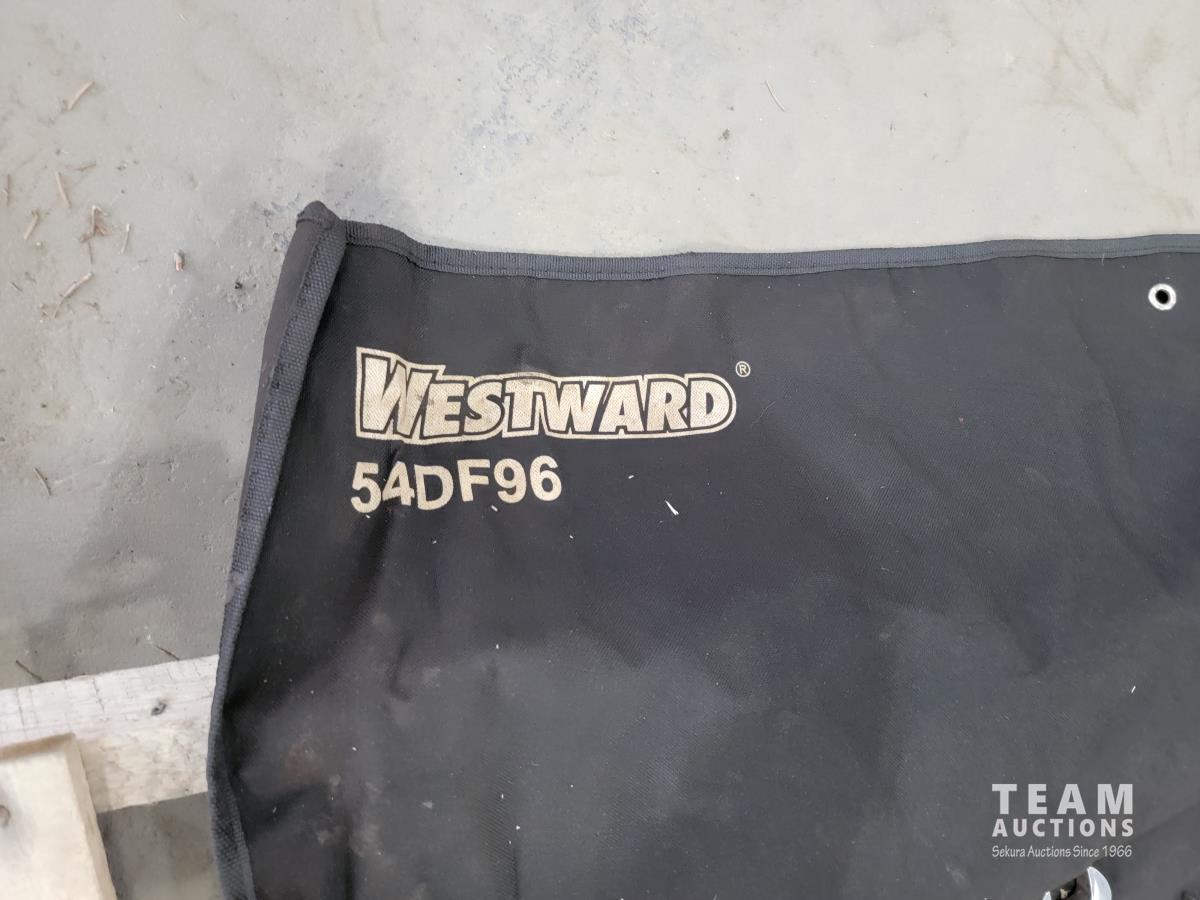 WESTWARD®
54DF96
TEAM
AUCTIONS
Sekura Auctions Since 1966